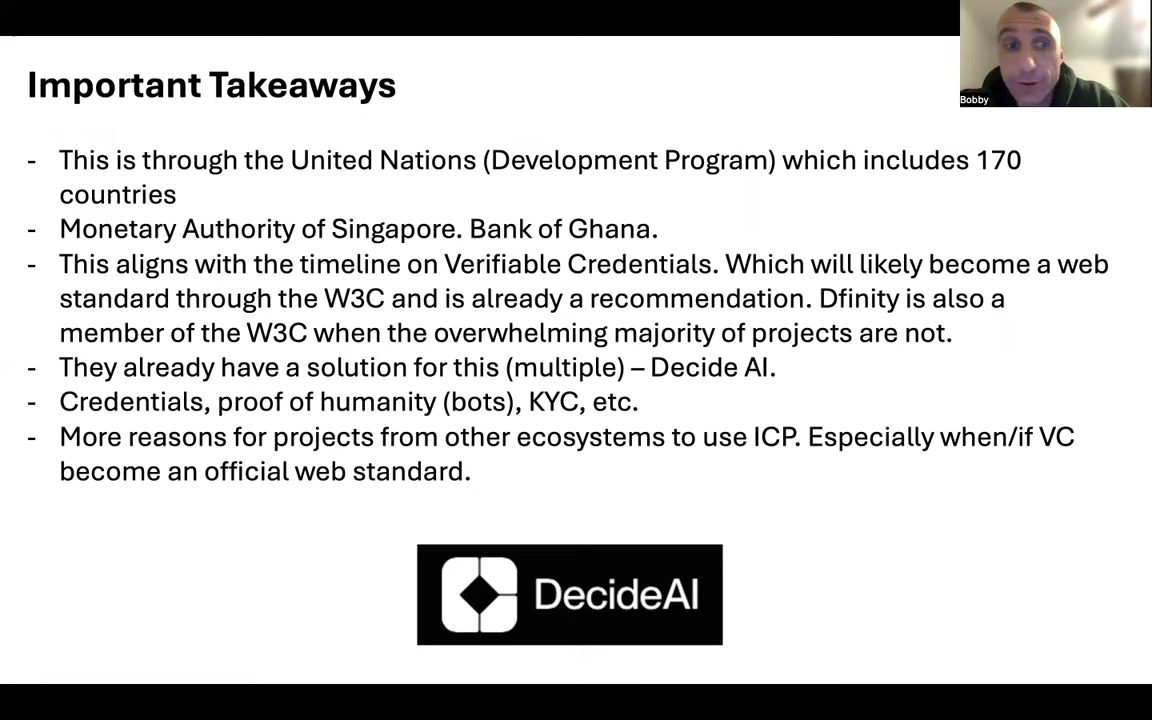 Bobby
Important Takeaways
- This is through the United Nations (Development Program) which includes 170
countries
- Monetary Authority of Singapore. Bank of Ghana.
- This aligns with the timeline on Verifiable Credentials. Which will likely become a web
standard through the W3C and is already a recommendation. Dfinity is also a
member of the W3C when the overwhelming majority of projects are not.
- They already have a solution for this (multiple) – Decide AI.
- Credentials, proof of humanity (bots), KYC, etc.
- More reasons for projects from other ecosystems to use ICP. Especially when/if VC
become an official web standard.
DecideAI